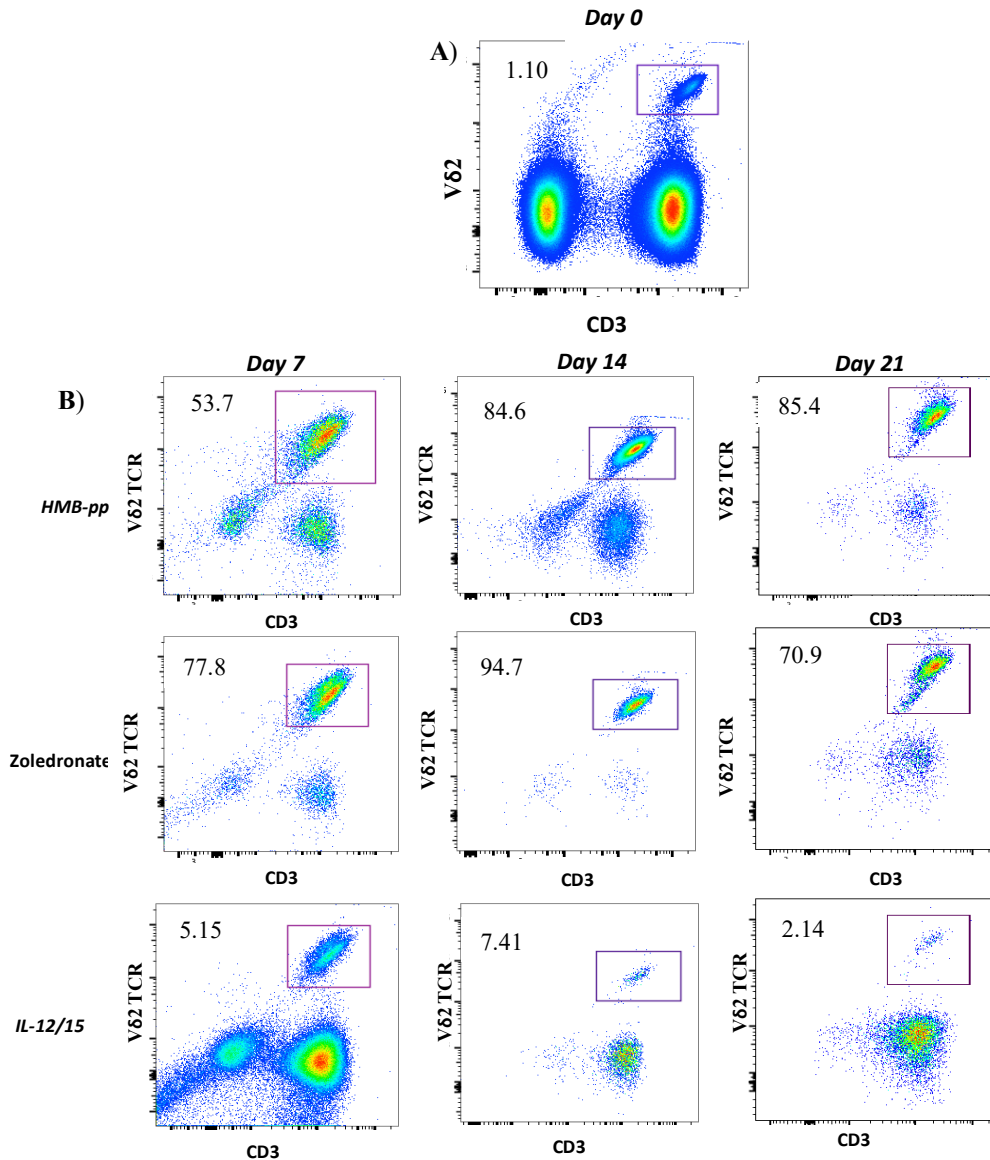 Day 0
A)
1.10
Vδ2
CD3
Day 7
Day 14
Day 21
B)
53.7
84.6
85.4
Vδ2 TCR
Vδ2 TCR
Vδ2 TCR
HMB-pp
CD3
CD3
CD3
77.8
94.7
70.9
Vδ2 TCR
Vδ2 TCR
Vδ2 TCR
Zoledronate
CD3
CD3
CD3
5.15
7.41
2.14
Vδ2 TCR
Vδ2 TCR
Vδ2 TCR
IL-12/15
CD3
CD3
CD3